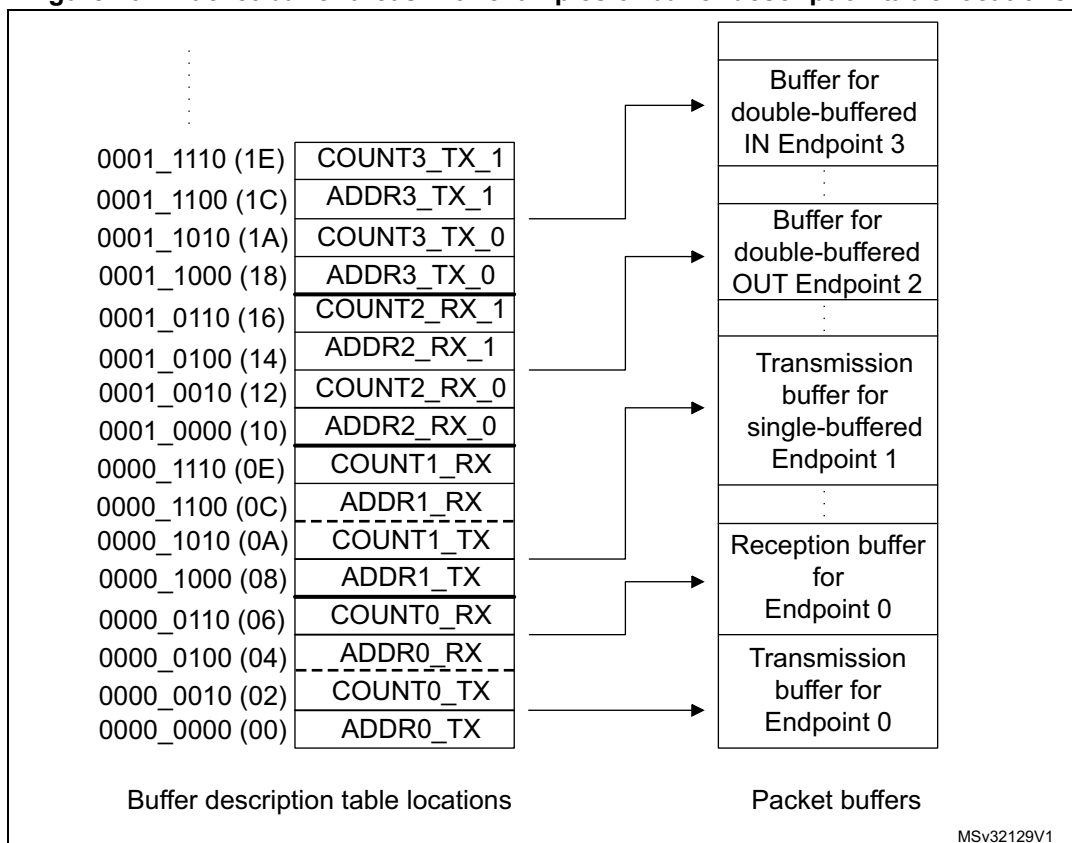 0001_1110 (1E) COUNT3_TX_1
0001_1100 (1C) ADDR3_TX_1
0001_1010 (1A) COUNT3_TX_0
0001_1000 (18) ADDR3_TX_0
0001_0110 (16) COUNT2_RX_1
0001_0100 (14) ADDR2_RX_1
0001_0010 (12) COUNT2_RX_0
0001_0000 (10) ADDR2_RX_0
0000_1110 (0E) COUNT1_RX
0000_1100 (0C) ADDR1_RX
0000_1010 (0A) COUNT1_TX
0000_1000 (08) ADDR1_TX
0000_0110 (06) COUNT0_RX
0000_0100 (04) ADDR0_RX
0000_0010 (02) COUNT0_TX
0000_0000 (00) ADDR0_TX
Buffer description table locations
Buffer for
double-buffered
IN Endpoint 3
Buffer for
double-buffered
OUT Endpoint 2
Transmission
buffer for
single-buffered
Endpoint 1
Reception buffer
for
Endpoint 0
Transmission
buffer for
Endpoint 0
Packet buffers
MSv32129V1